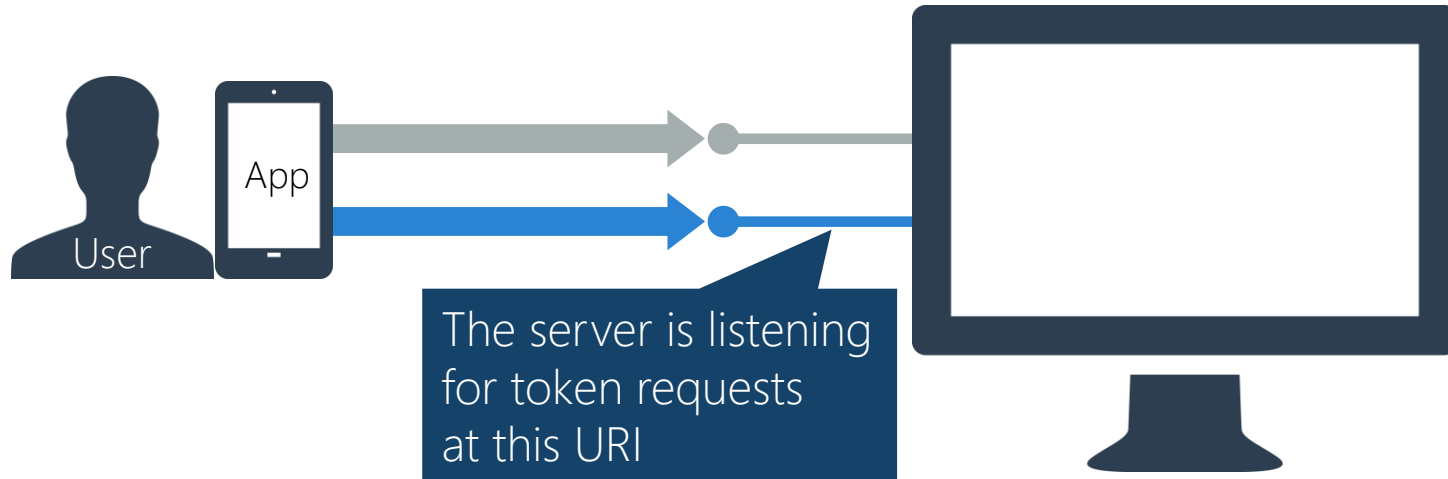 App
User
The server is listening
for token requests
at this URI